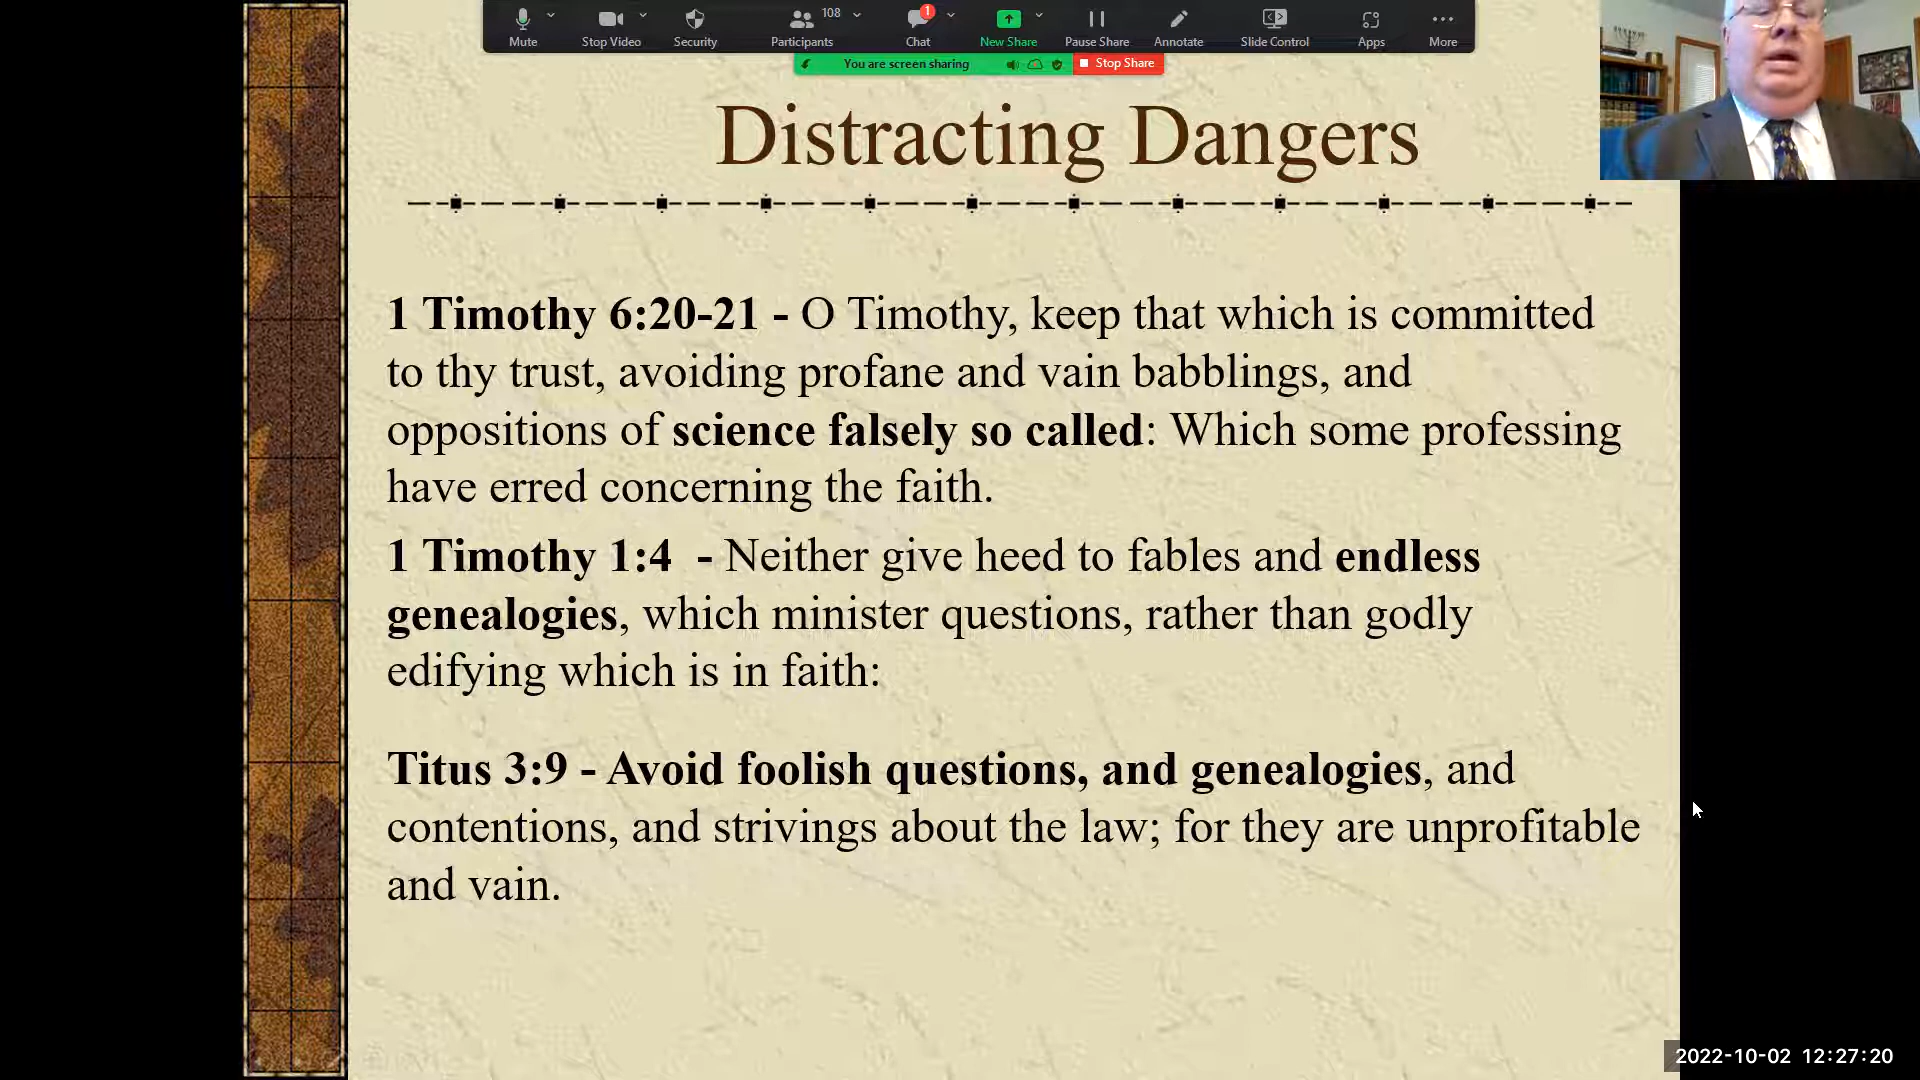 Mute
Stop Video
Security
Participants
108
Chat
1
New Share
Pause Share
Annotate
Slide Control
Apps
More
You are screen sharing
Stop Share
Distracting Dangers
1 Timothy 6:20-21 - O Timothy, keep that which is committed
to thy trust, avoiding profane and vain babblings, and
oppositions of science falsely so called: Which some professing
have erred concerning the faith.
1 Timothy 1:4 - Neither give heed to fables and endless
genealogies, which minister questions, rather than godly
edifying which is in faith:
Titus 3:9 - Avoid foolish questions, and genealogies, and
contentions, and strivings about the law; for they are unprofitable
and vain.
2022-10-02 12:27:20